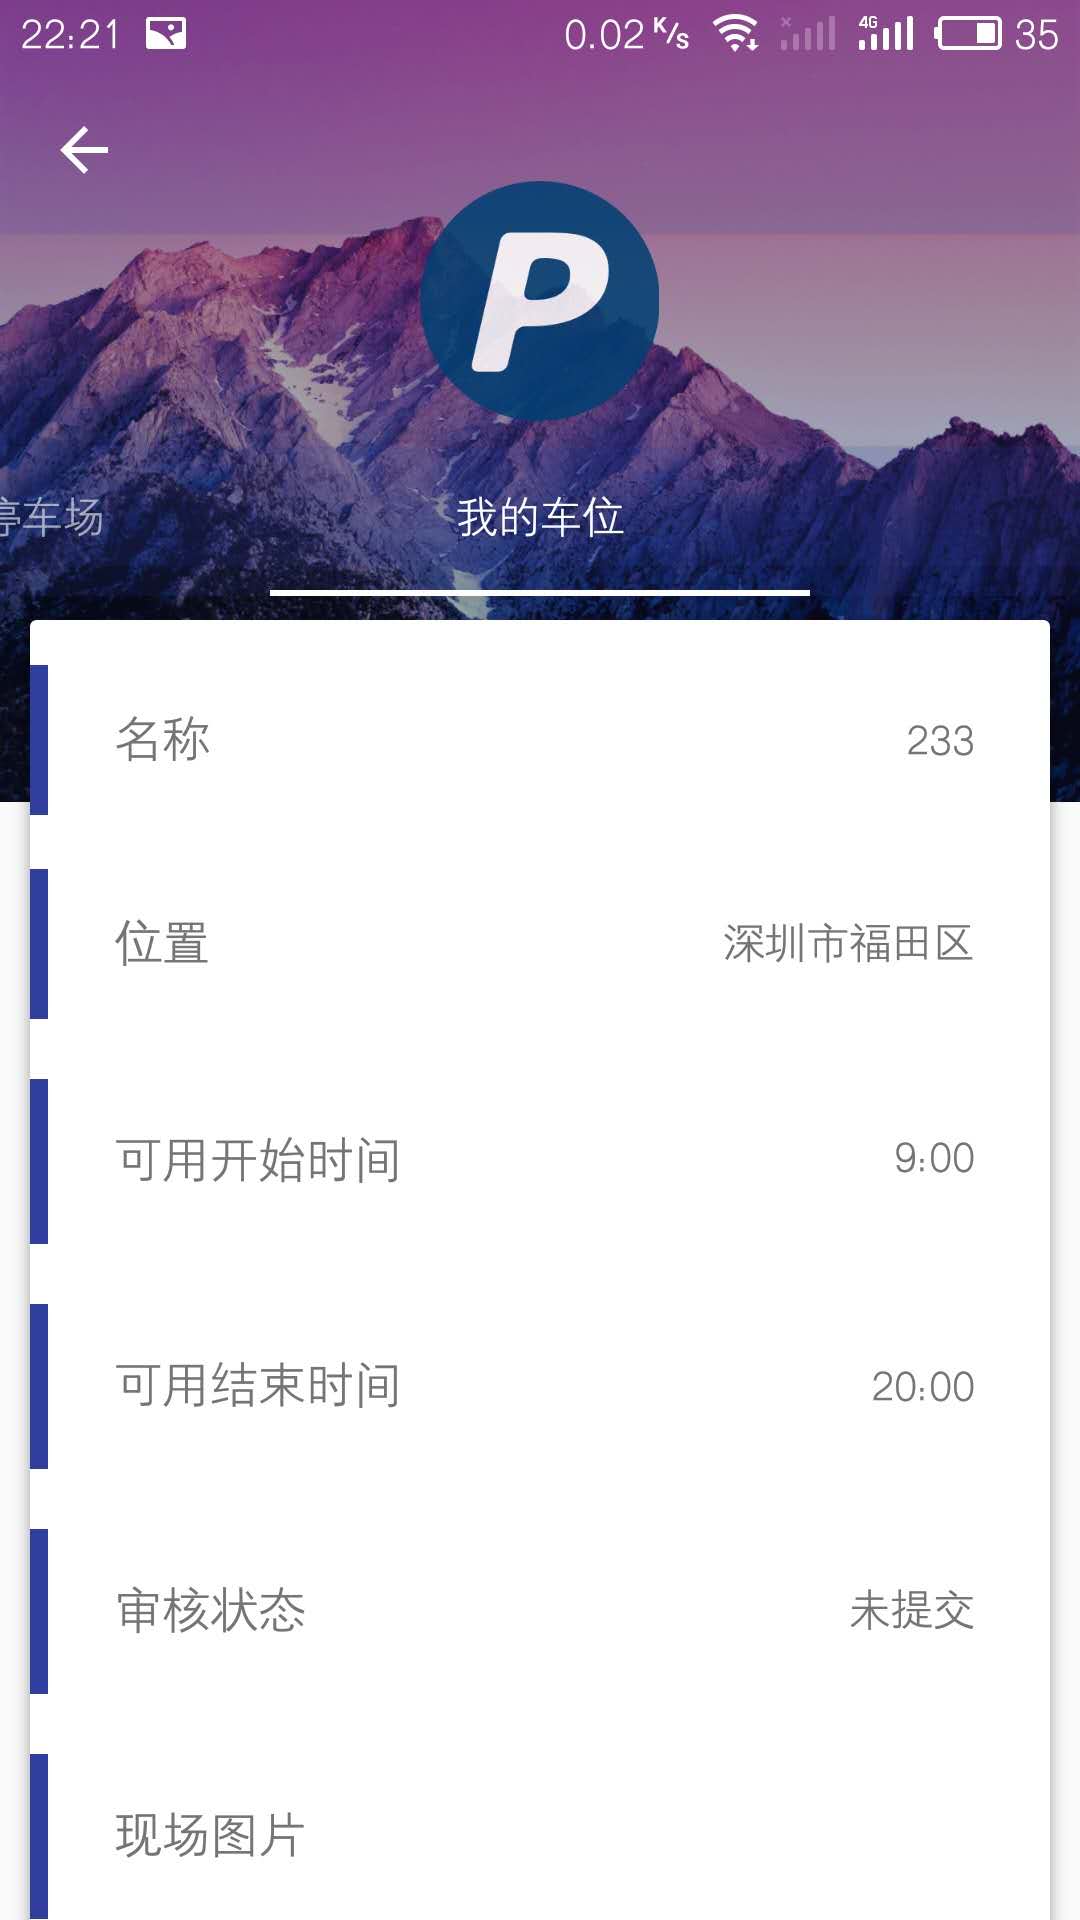 22:21
0.02 K/s
4G
35
P
停车场
我的车位
名称
233
位置
深圳市福田区
可用开始时间
9:00
可用结束时间
20:00
审核状态
未提交
现场图片